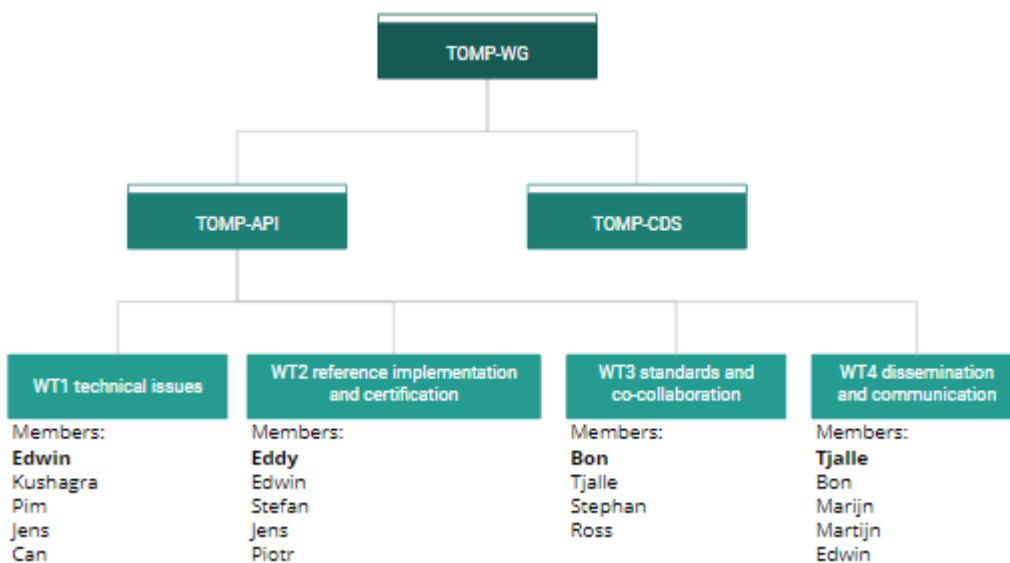 TOMP-WG
TOMP-API
TOMP-CDS
WT1 technical issues
Members:
Edwin
Kushagra
Pim
Jens
Can
WT2 reference implementation
and certification
Members:
Eddy
Edwin
Stefan
Jens
Piotr
WT3 standards and
co-collaboration
Members:
Bon
Tjalle
Stephan
Ross
WT4 dissemination
and communication
Members:
Tjalle
Bon
Marijn
Martijn
Edwin